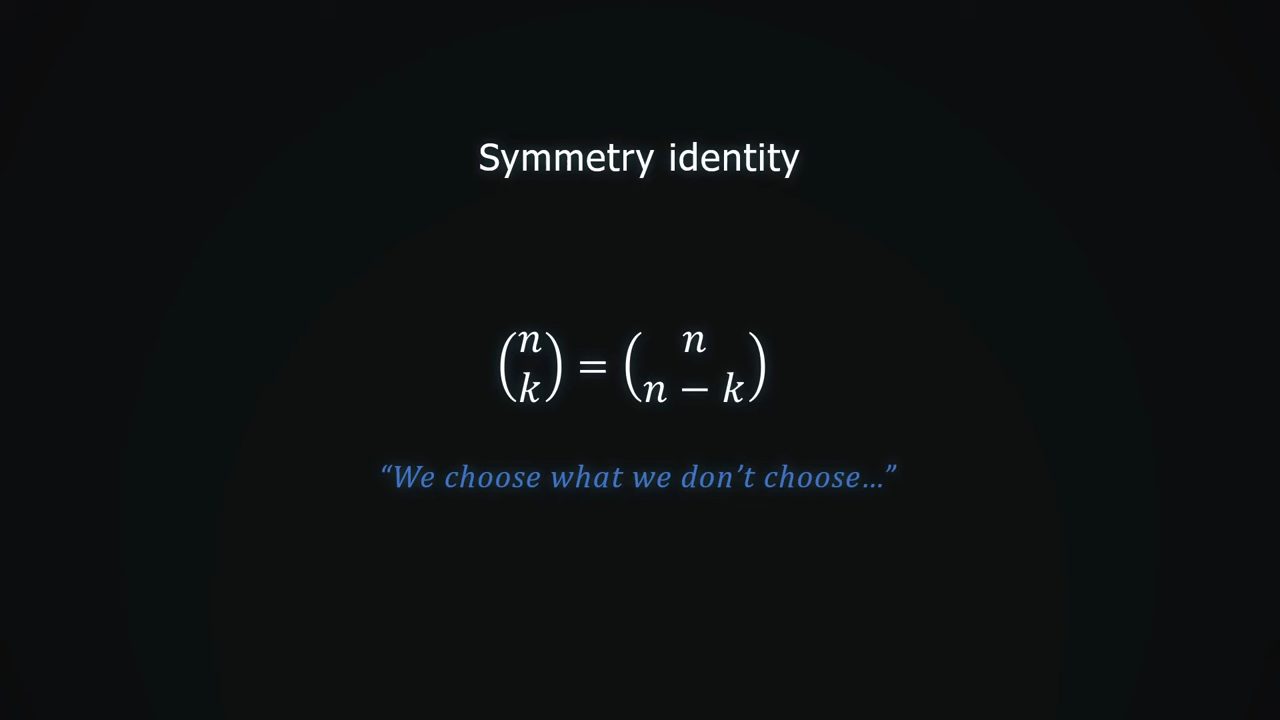 Symmetry identity
(n k) = (n n − k)
“We choose what we don’t choose…”